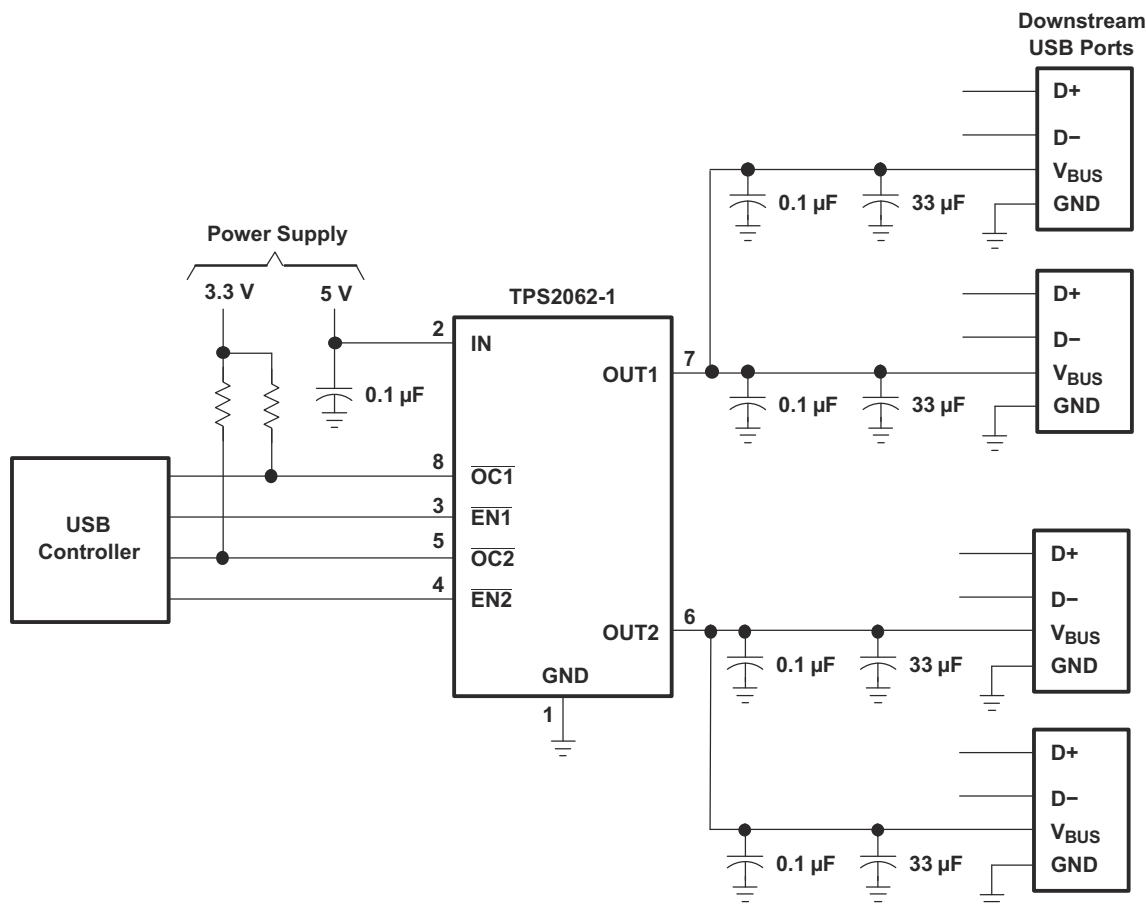 Downstream
USB Ports
D+
D−
VBUS
GND
0.1 µF
33 µF
Power Supply
3.3 V
5 V
0.1 µF
TPS2062-1
2
IN
7
OUT1
D+
D−
VBUS
GND
0.1 µF
33 µF
USB
Controller
8
OC1
3
EN1
5
OC2
4
EN2
6
OUT2
GND
1
D+
D−
VBUS
GND
0.1 µF
33 µF
D+
D−
VBUS
GND
0.1 µF
33 µF